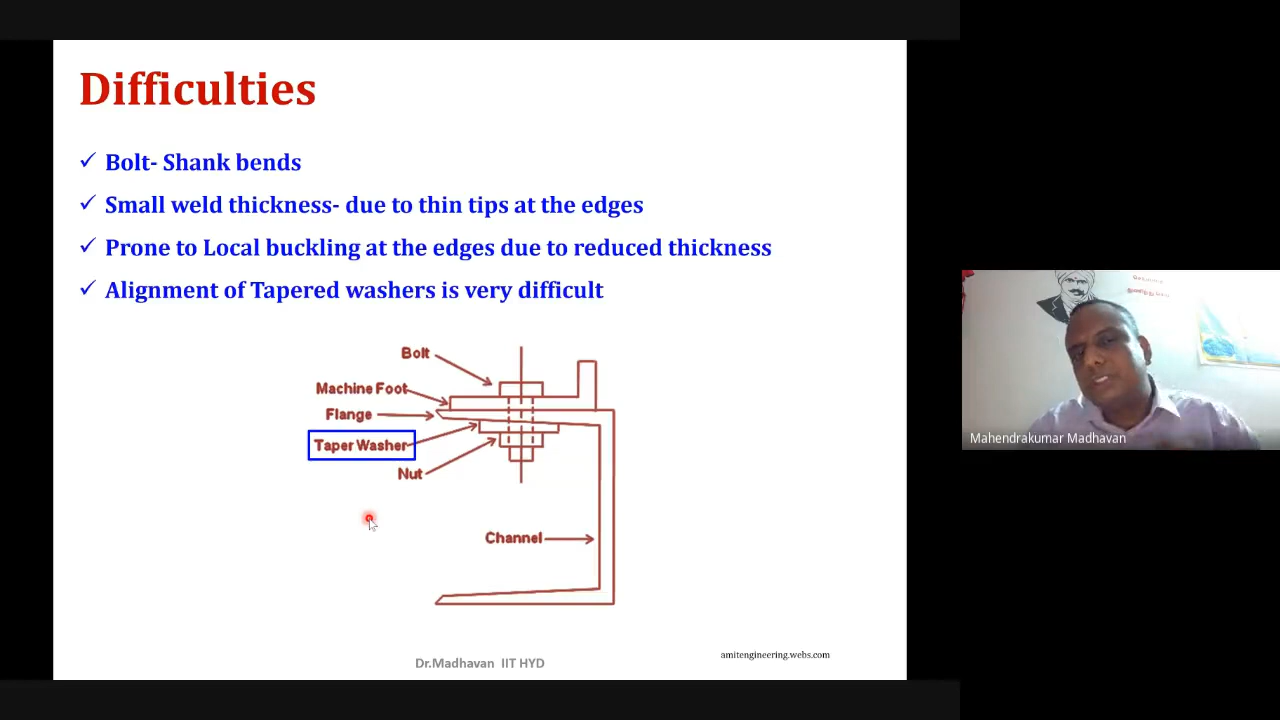 Difficulties
✓ Bolt- Shank bends
✓ Small weld thickness- due to thin tips at the edges
✓ Prone to Local buckling at the edges due to reduced thickness
✓ Alignment of Tapered washers is very difficult
Bolt
Machine Foot
Flange
Taper Washer
Nut
Channel
Dr.Madhavan IIT HYD
amitengineering.webs.com
Mahendrakumar Madhavan